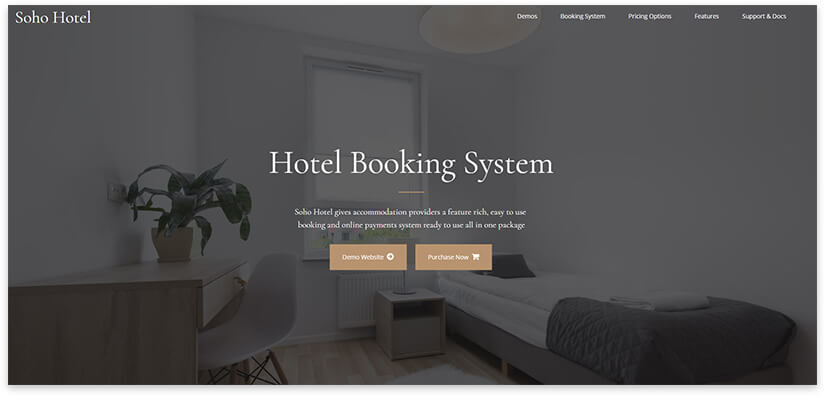 Soho Hotel
Demos
Booking System
Pricing Options
Features
Support & Docs
Hotel Booking System
Soho Hotel gives accommodation providers a feature rich, easy to use
booking and online payments system ready to use all in one package
Demo Website
Purchase Now